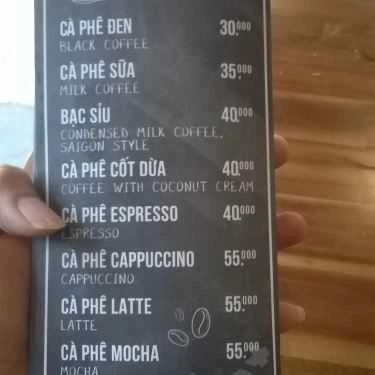 CÀ PHÊ ĐEN 30.000
BLACK COFFEE
CÀ PHÊ SỮA 35.000
MILK COFFEE
BẠC SỈU 40.000
CONDENSED MILK COFFEE,
SAIGON STYLE
CÀ PHÊ CỐT DỪA 40.000
COFFEE WITH COCONUT CREAM
CÀ PHÊ ESPRESSO 40.000
ESPRESSO
CÀ PHÊ CAPPUCCINO 55.000
CAPPUCCINO
CÀ PHÊ LATTE 55.000
LATTE
CÀ PHÊ MOCHA 55.000
MOCHA